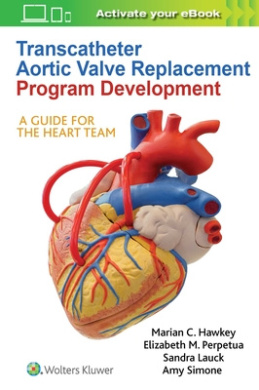 Activate your eBook
Transcatheter
Aortic Valve Replacement
Program Development
A GUIDE FOR
THE HEART TEAM
Marian C. Hawkey
Elizabeth M. Perpetua
Sandra Lauck
Amy Simone
Wolters Kluwer